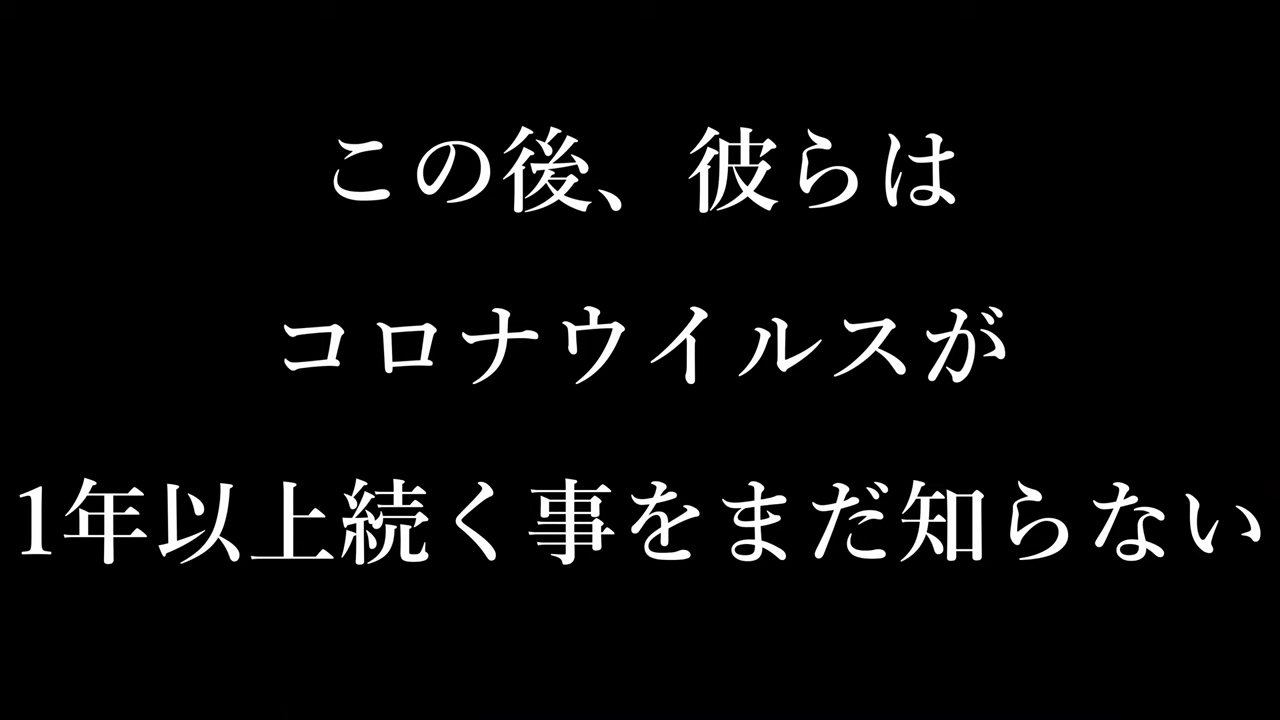 この後、彼らは
コロナウイルスが
1年以上続く事をまだ知らない